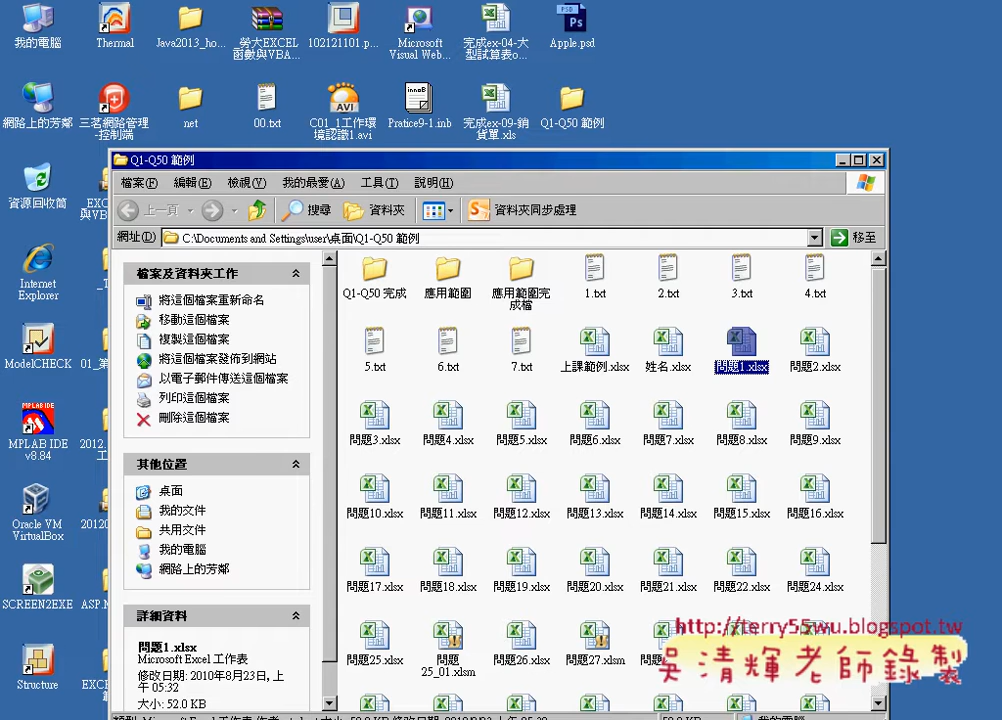 我的電腦
Thermal
Java2013_ho...
勞大EXCEL
函數與VBA...
102121101.p...
Microsoft
Visual Web...
完成ex-04-大
型試算表o...
Apple.psd
網路上的芳鄰
三茗網路管理
-控制端
net
00.txt
C01_1工作環
境認識1.avi
Pratice9-1.inb
完成ex-09-銷
貨單.xls
Q1-Q50 範例
資源回收筒
Internet
Explorer
ModelCHECK
MPLAB IDE
v8.84
Oracle VM
VirtualBox
SCREEN2EXE
Structure
Q1-Q50 範例
檔案(F) 編輯(E) 檢視(V) 我的最愛(A) 工具(T) 說明(H)
上一頁 搜尋 資料夾 資料夾同步處理
網址(D) C:\Documents and Settings\user\桌面\Q1-Q50 範例 移至
檔案及資料夾工作
將這個檔案重新命名
移動這個檔案
複製這個檔案
將這個檔案發佈到網站
以電子郵件傳送這個檔案
列印這個檔案
刪除這個檔案
其他位置
桌面
我的文件
共用文件
我的電腦
網路上的芳鄰
詳細資料
問題1.xlsx
Microsoft Excel 工作表
修改日期: 2010年8月23日, 上
午 05:32
大小: 52.0 KB
Q1-Q50 完成 應用範圍 應用範圍完
成檔 1.txt 2.txt 3.txt 4.txt
5.txt 6.txt 7.txt 上課範例.xlsx 姓名.xlsx 問題1.xlsx 問題2.xlsx
問題3.xlsx 問題4.xlsx 問題5.xlsx 問題6.xlsx 問題7.xlsx 問題8.xlsx 問題9.xlsx
問題10.xlsx 問題11.xlsx 問題12.xlsx 問題13.xlsx 問題14.xlsx 問題15.xlsx 問題16.xlsx
問題17.xlsx 問題18.xlsx 問題19.xlsx 問題20.xlsx 問題21.xlsx 問題22.xlsx 問題24.xlsx
問題25.xlsx 問題
25_01.xlsm 問題26.xlsx 問題27.xlsm
http://terry55wu.blogspot.tw
吳清輝老師錄製